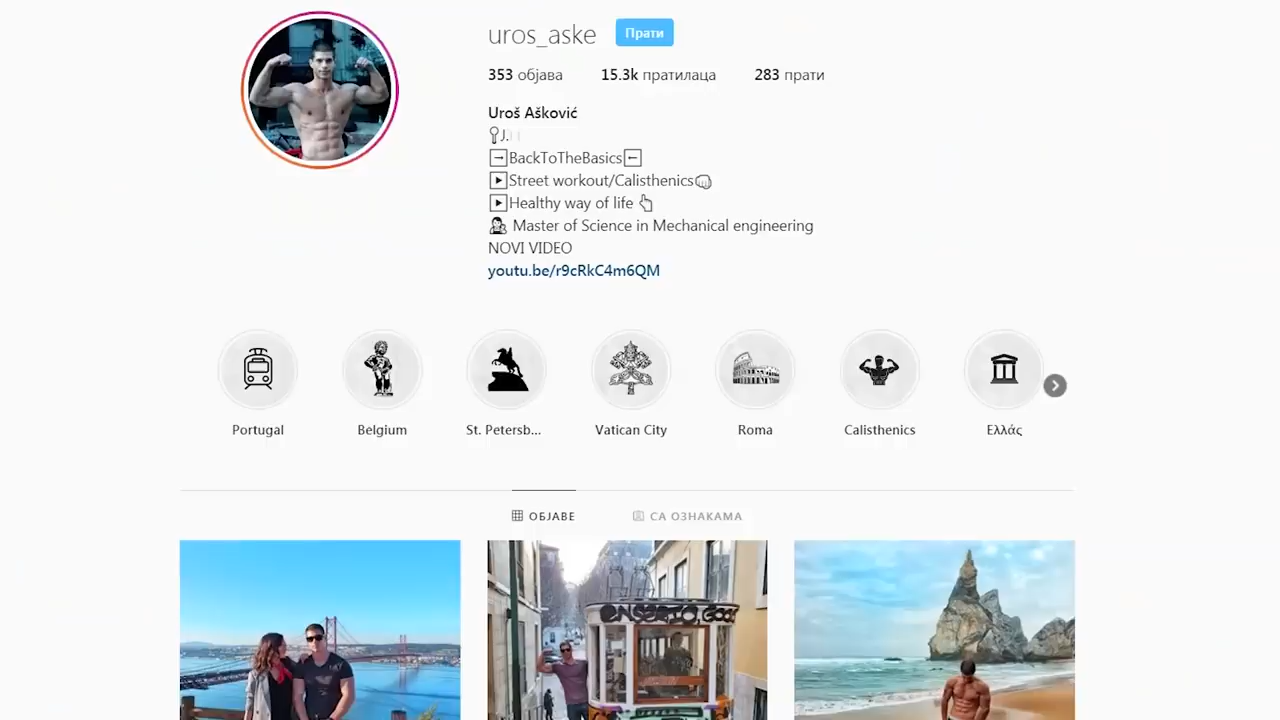 uros_aske Прати
353 објава 15.3k пратилаца 283 прати
Uroš Ašković
J.
BackToTheBasics
Street workout/Calisthenics
Healthy way of life
Master of Science in Mechanical engineering
NOVI VIDEO
youtu.be/r9cRkC4m6QM
Portugal Belgium St. Petersb... Vatican City Roma Calisthenics Ελλάς
ОБЈАВЕ СА ОЗНАКАМА